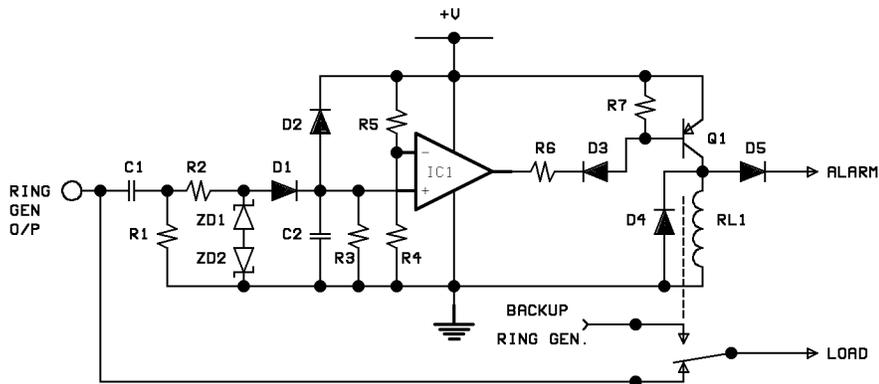 +V
R7
D2
R5
Q1
C1
R2
D1
−
IC1
+
R6
D3
D5
ALARM
RING
GEN
O/P
ZD1
R1
ZD2
C2
R3
R4
D4
RL1
BACKUP
RING GEN.
LOAD